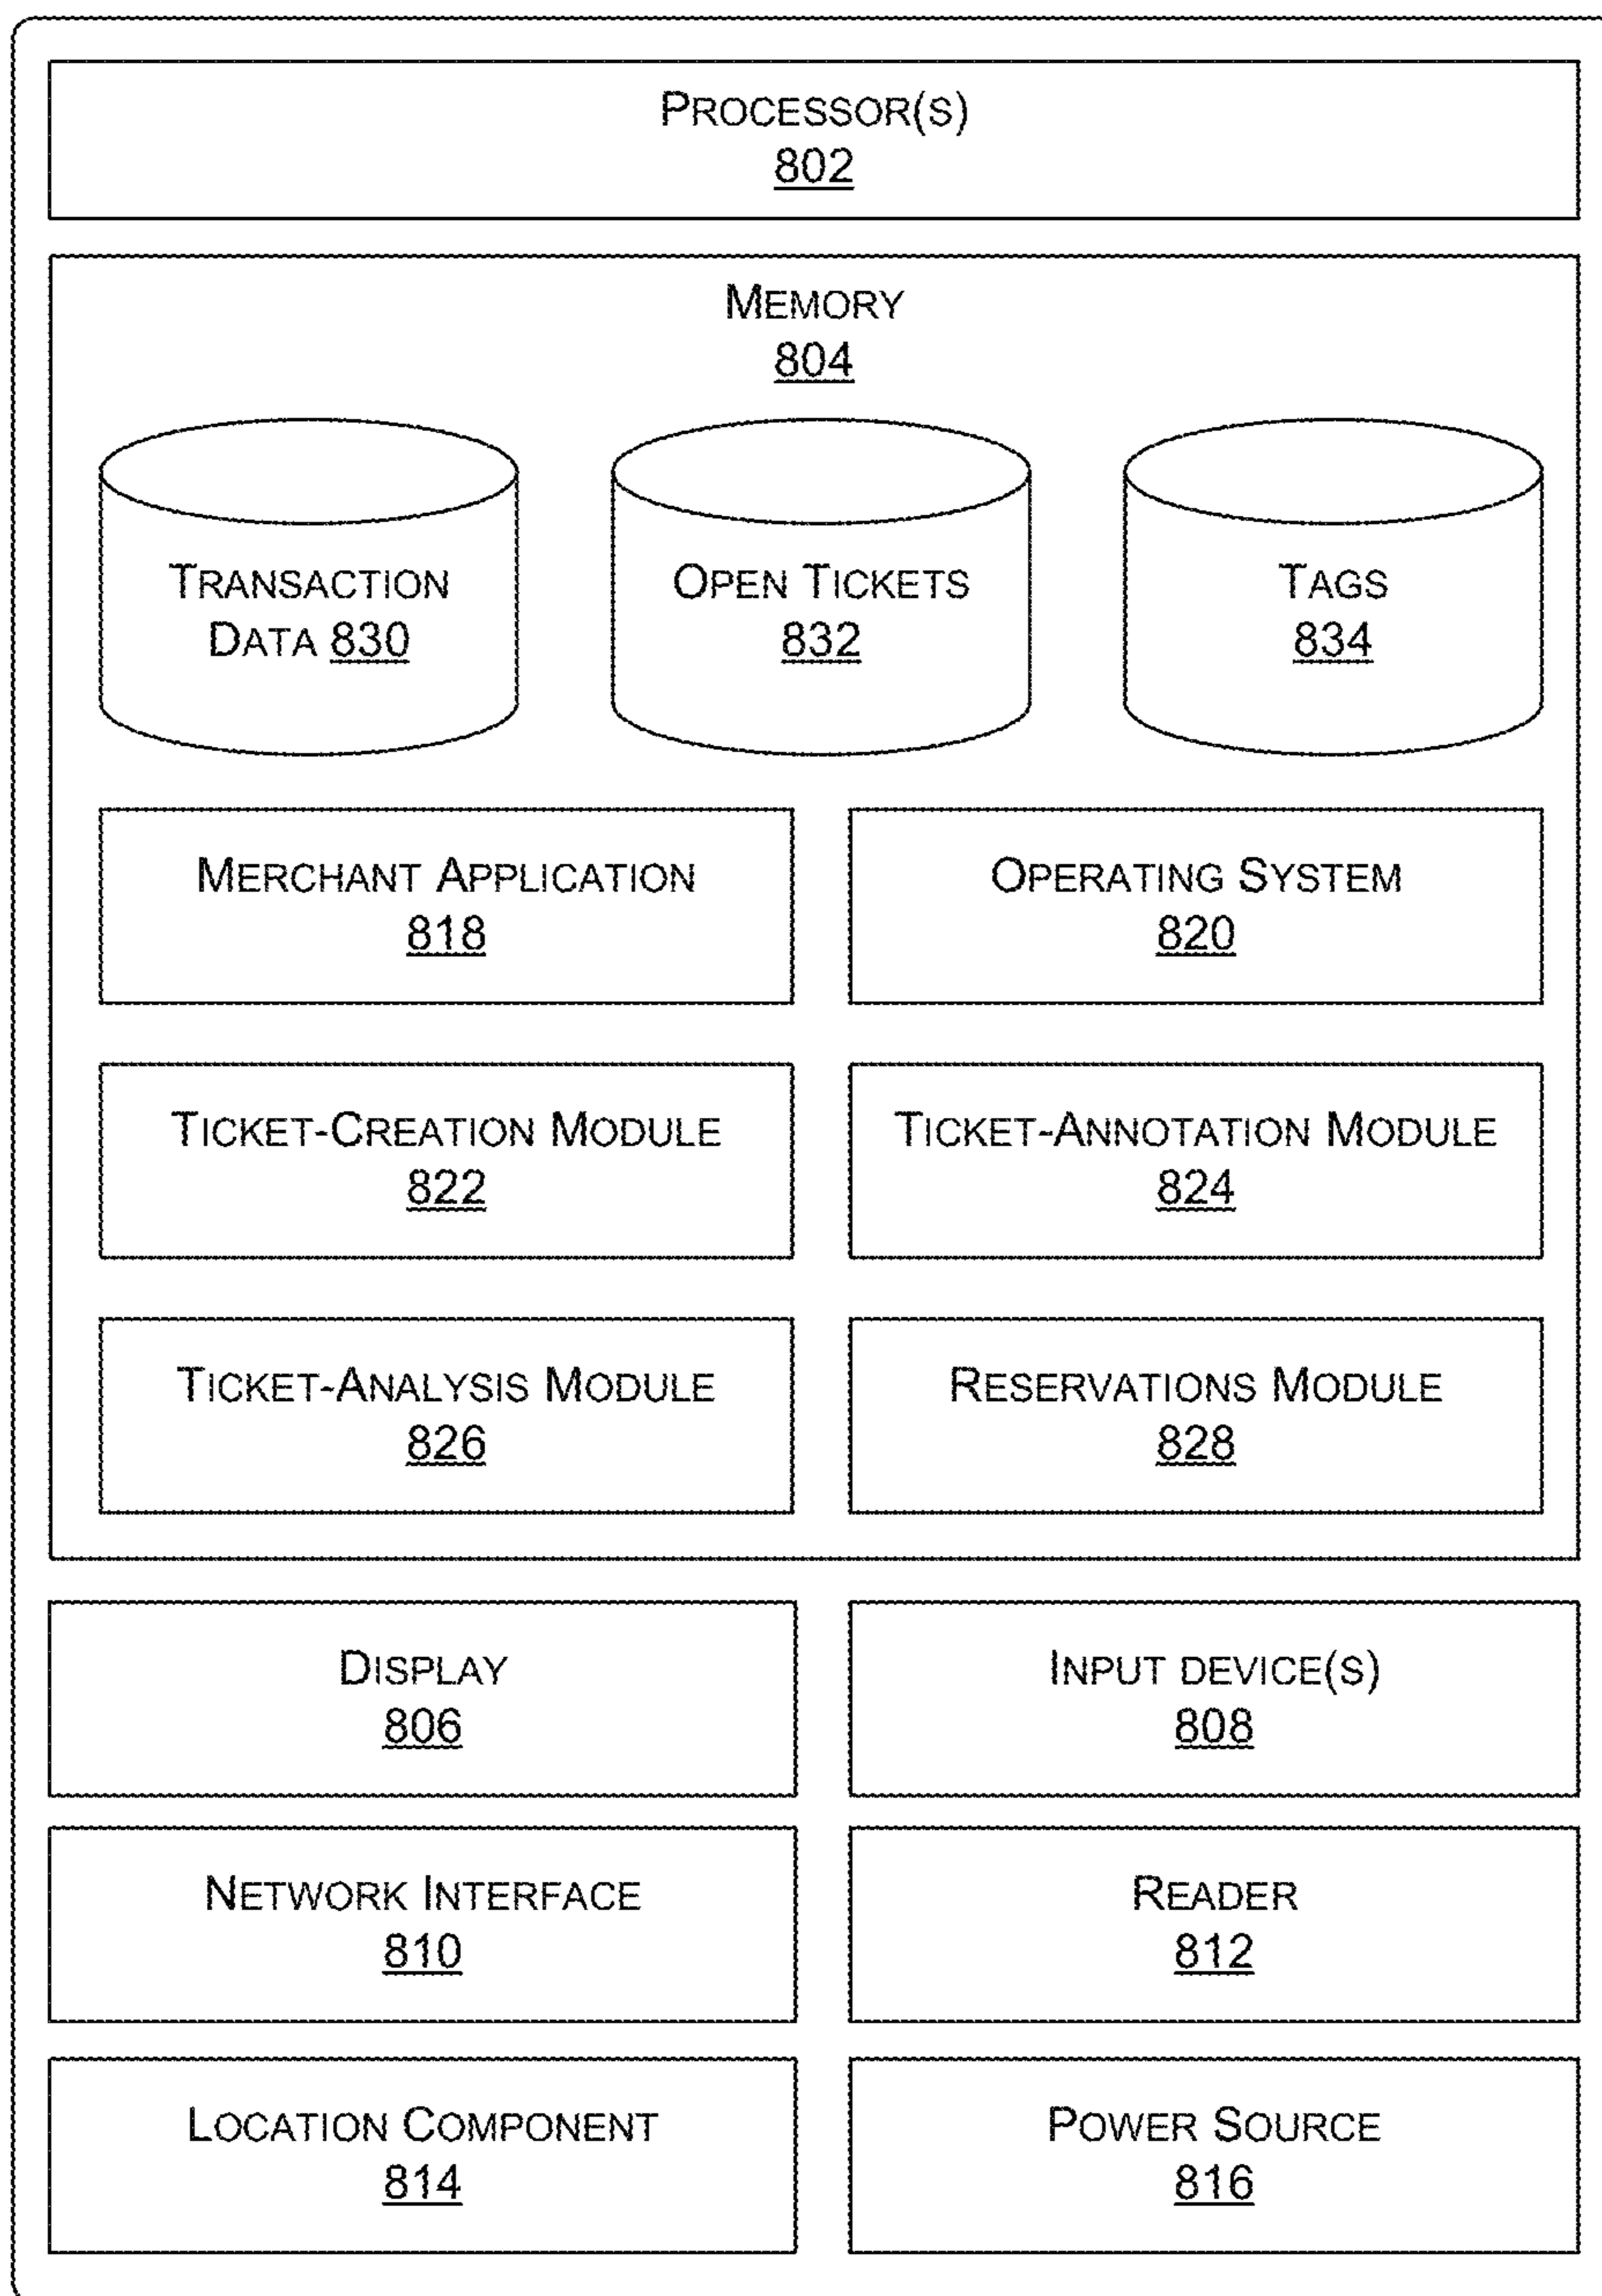 PROCESSOR(S)
802
MEMORY
804
TRANSACTION
DATA 830
OPEN TICKETS
832
TAGS
834
MERCHANT APPLICATION
818
OPERATING SYSTEM
820
TICKET-CREATION MODULE
822
TICKET-ANNOTATION MODULE
824
TICKET-ANALYSIS MODULE
826
RESERVATIONS MODULE
828
DISPLAY
806
INPUT DEVICE(S)
808
NETWORK INTERFACE
810
READER
812
LOCATION COMPONENT
814
POWER SOURCE
816